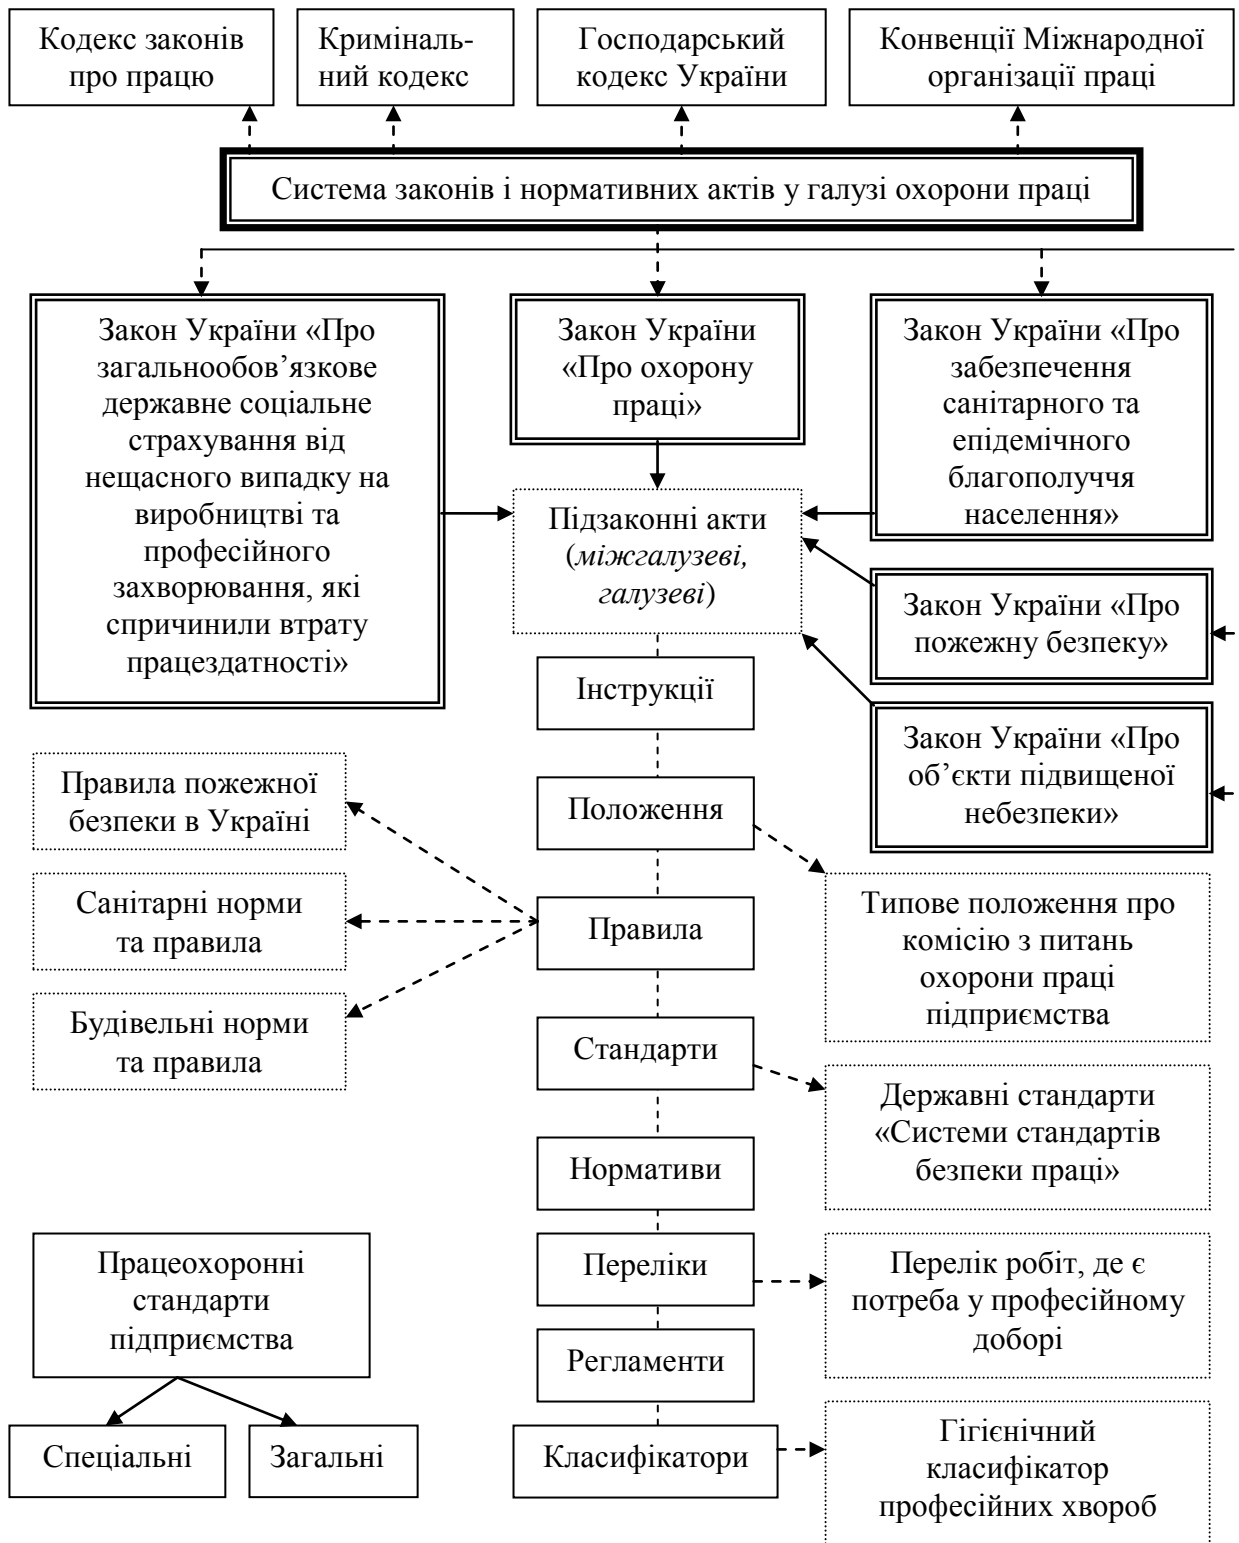 Кодекс законів
про працю
Криміналь-
ний кодекс
Господарський
кодекс України
Конвенції Міжнародної
організації праці
Система законів і нормативних актів у галузі охорони праці
Закон України «Про
загальнообов’язкове
державне соціальне
страхування від
нещасного випадку на
виробництві та
професійного
захворювання, які
спричинили втрату
працездатності»
Закон України
«Про охорону
праці»
Закон України «Про
забезпечення
санітарного та
епідемічного
благополуччя
населення»
Підзаконні акти
(міжгалузеві,
галузеві)
Закон України «Про
пожежну безпеку»
Інструкції
Закон України «Про
об’єкти підвищеної
небезпеки»
Правила пожежної
безпеки в Україні
Положення
Санітарні норми
та правила
Правила
Типове положення про
комісію з питань
охорони праці
підприємства
Будівельні норми
та правила
Стандарти
Державні стандарти
«Системи стандартів
безпеки праці»
Нормативи
Працеохоронні
стандарти
підприємства
Переліки
Перелік робіт, де є
потреба у професійному
доборі
Регламенти
Спеціальні
Загальні
Класифікатори
Гігієнічний
класифікатор
професійних хвороб